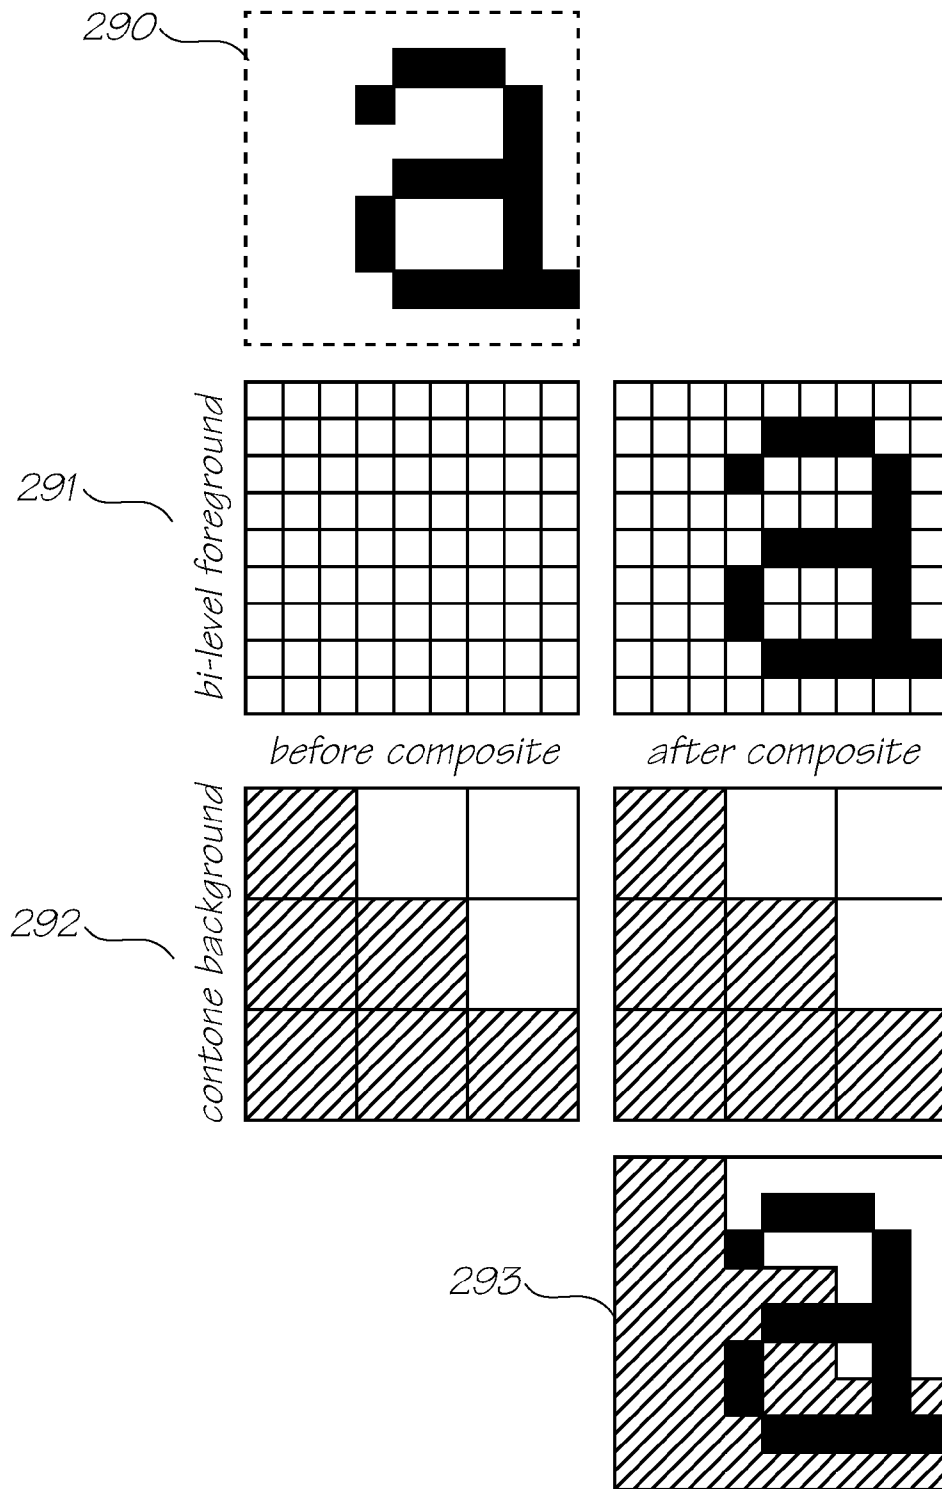 290
291
bi-level foreground
before composite
after composite
292
contone background
293